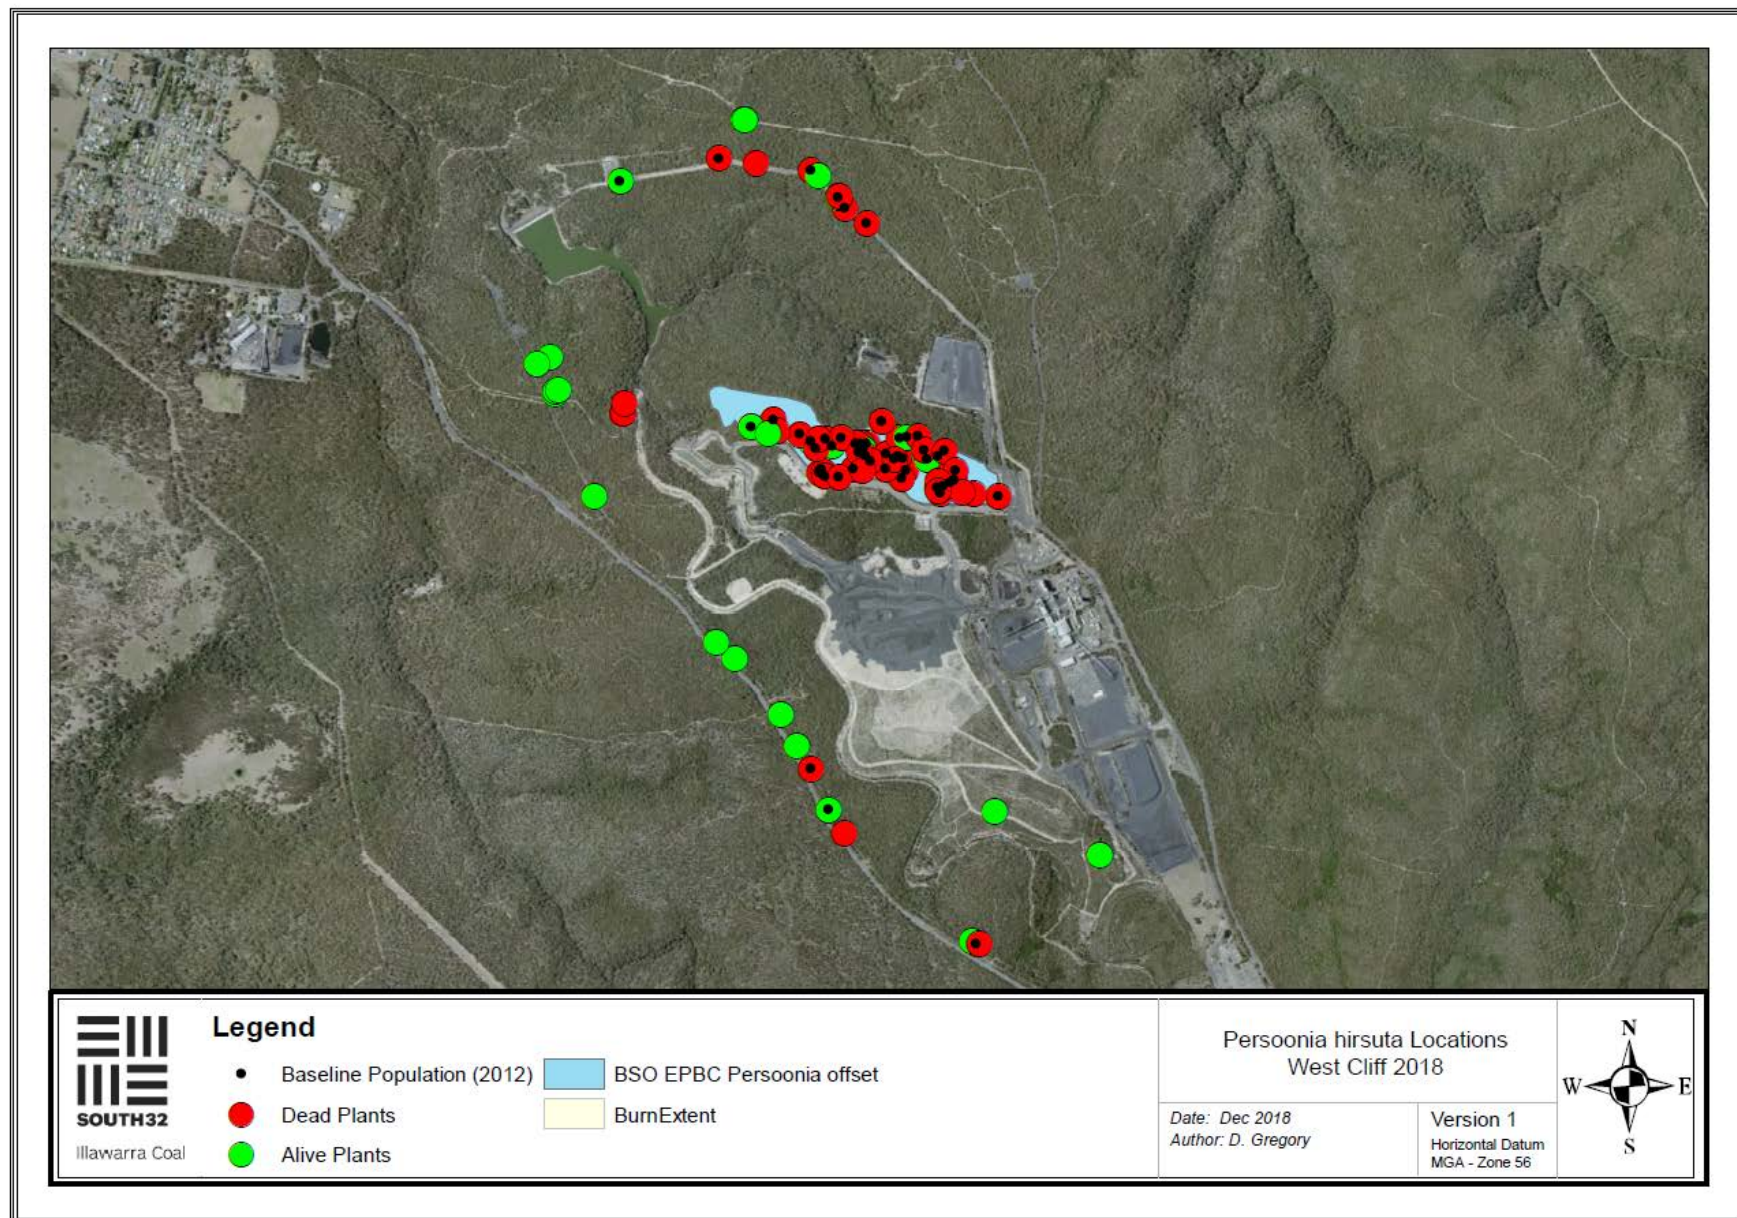 SOUTH32
Illawarra Coal
Legend
Baseline Population (2012)
Dead Plants
Alive Plants
BSO EPBC Persoonia offset
BurnExtent
Persoonia hirsuta Locations
West Cliff 2018
Date: Dec 2018
Author: D. Gregory
Version 1
Horizontal Datum
MGA - Zone 56
N
W
E
S